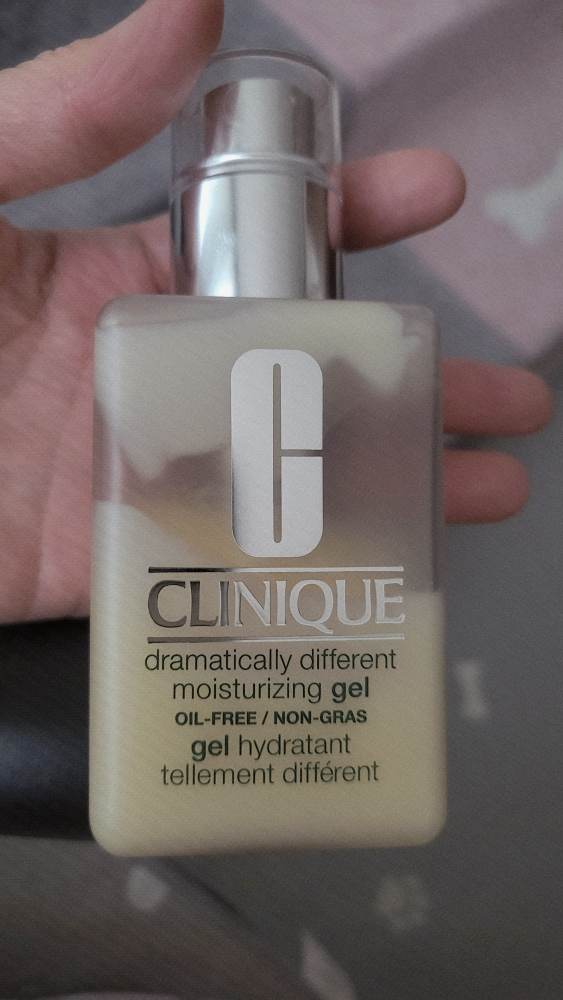 C
CLINIQUE
dramatically different
moisturizing gel
OIL-FREE / NON-GRAS
gel hydratant
tellement différent